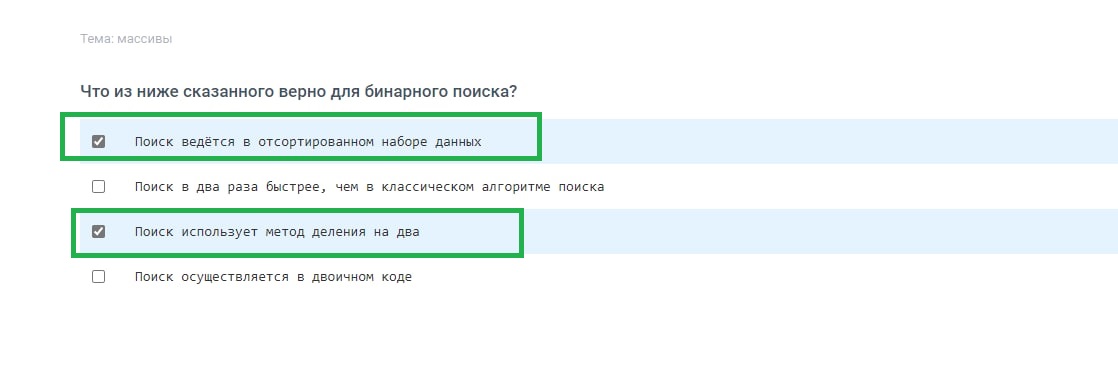 Тема: массивы
Что из ниже сказанного верно для бинарного поиска?
Поиск ведётся в отсортированном наборе данных
Поиск в два раза быстрее, чем в классическом алгоритме поиска
Поиск использует метод деления на два
Поиск осуществляется в двоичном коде